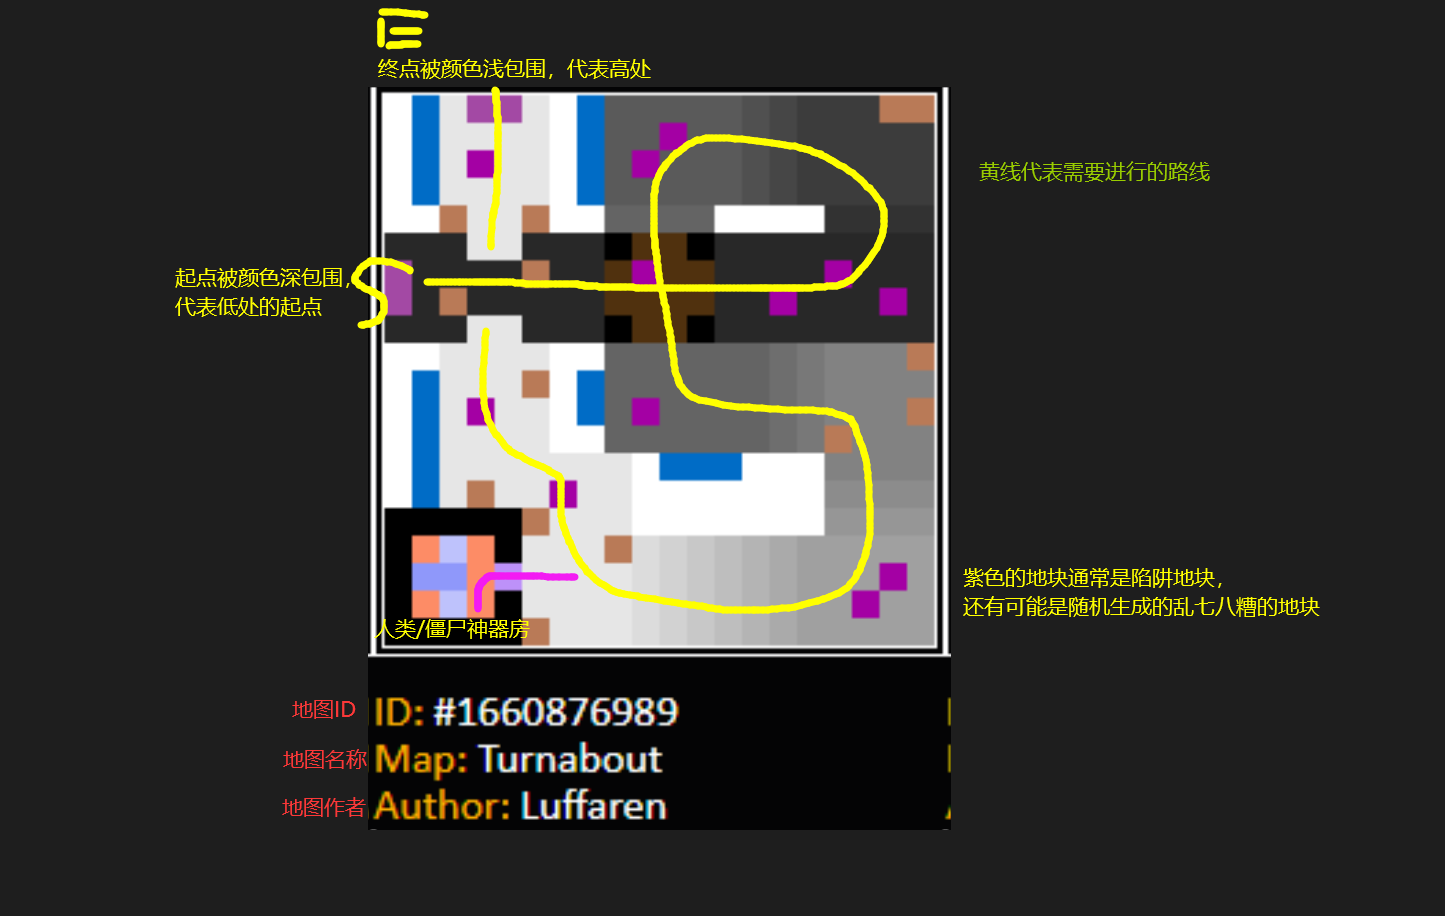 E
终点被颜色浅包围，代表高处
黄线代表需要进行的路线
起点被颜色深包围，
代表低处的起点
S
紫色的地块通常是陷阱地块，
还有可能是随机生成的乱七八糟的地块
人类/僵尸神器房
地图ID
ID: #1660876989
地图名称
Map: Turnabout
地图作者
Author: Luffaren